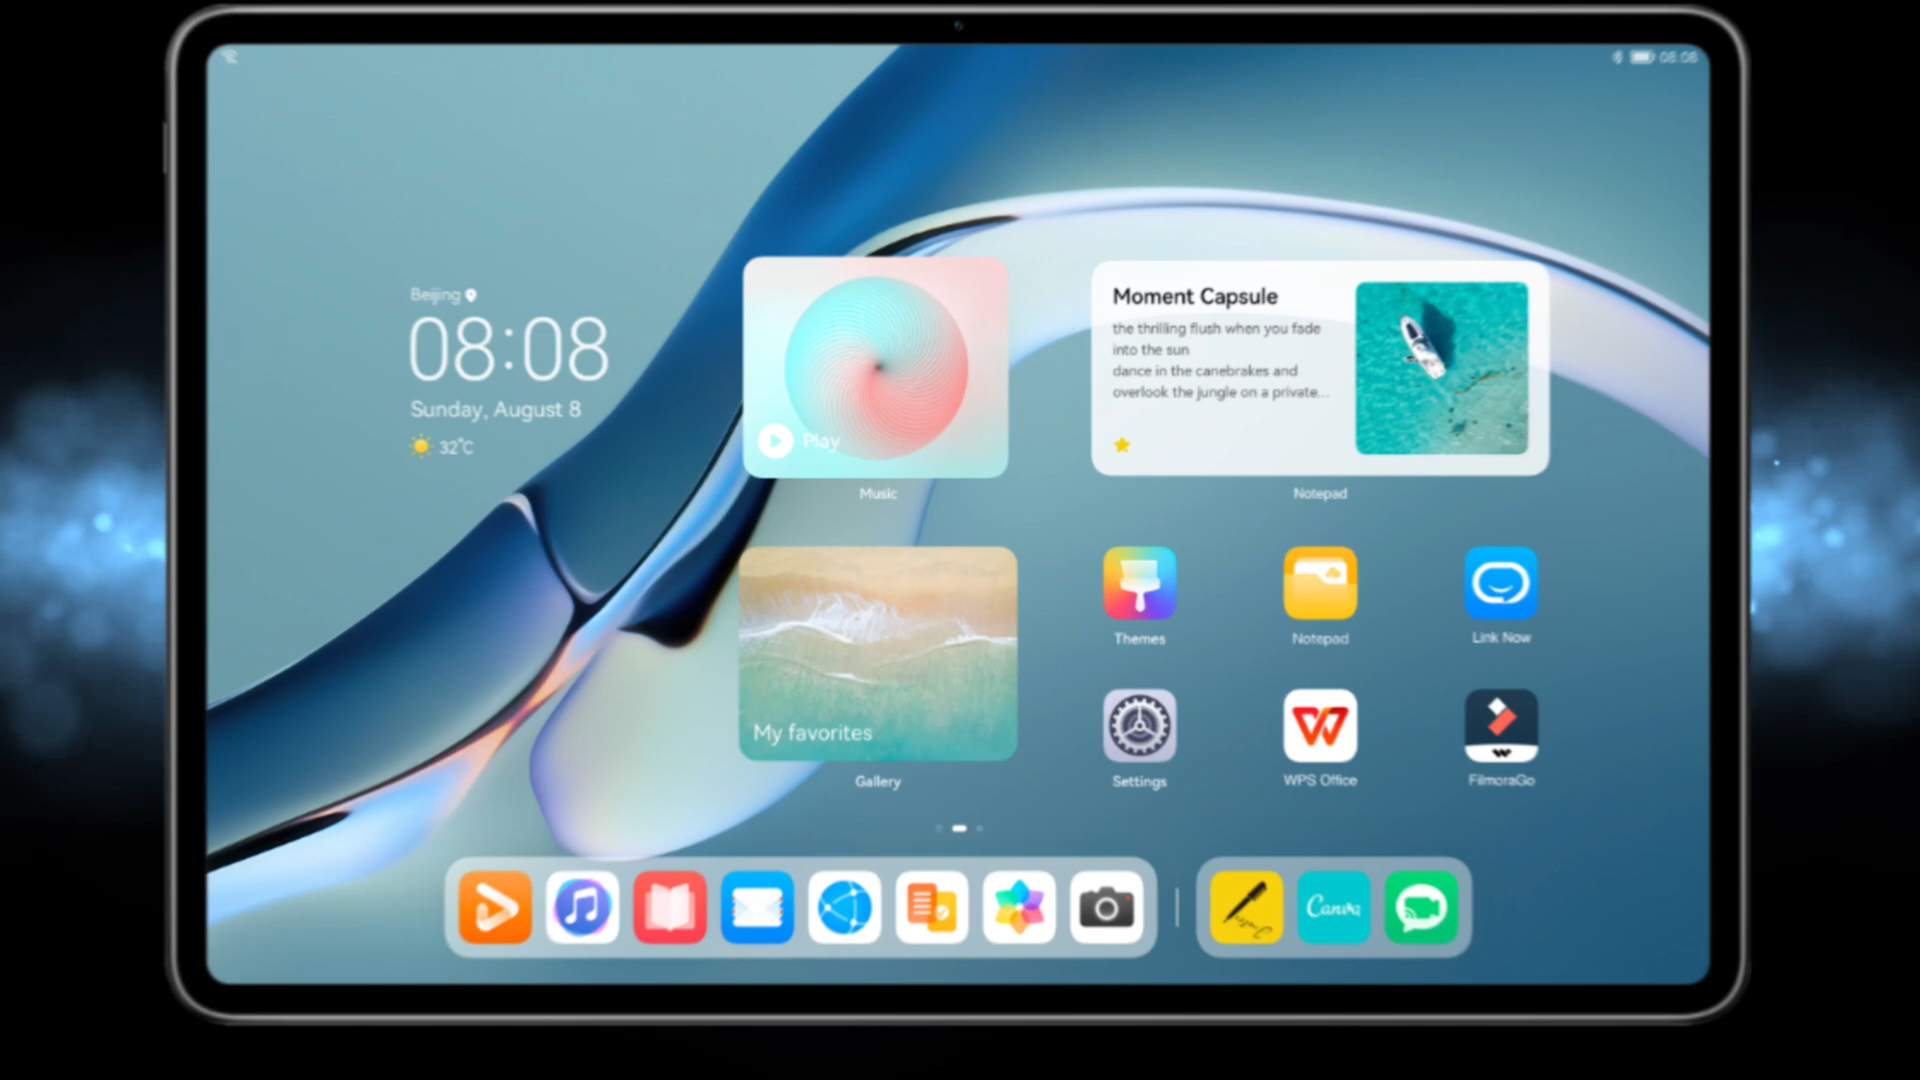 08:08
Beijing
08:08
Sunday, August 8
32°C
Play
Music
Moment Capsule
the thrilling flush when you fade
into the sun
dance in the canebrakes and
overlook the jungle on a private...
Notepad
My favorites
Gallery
Themes
Notepad
Link Now
Settings
WPS Office
FilmoraGo
Canva